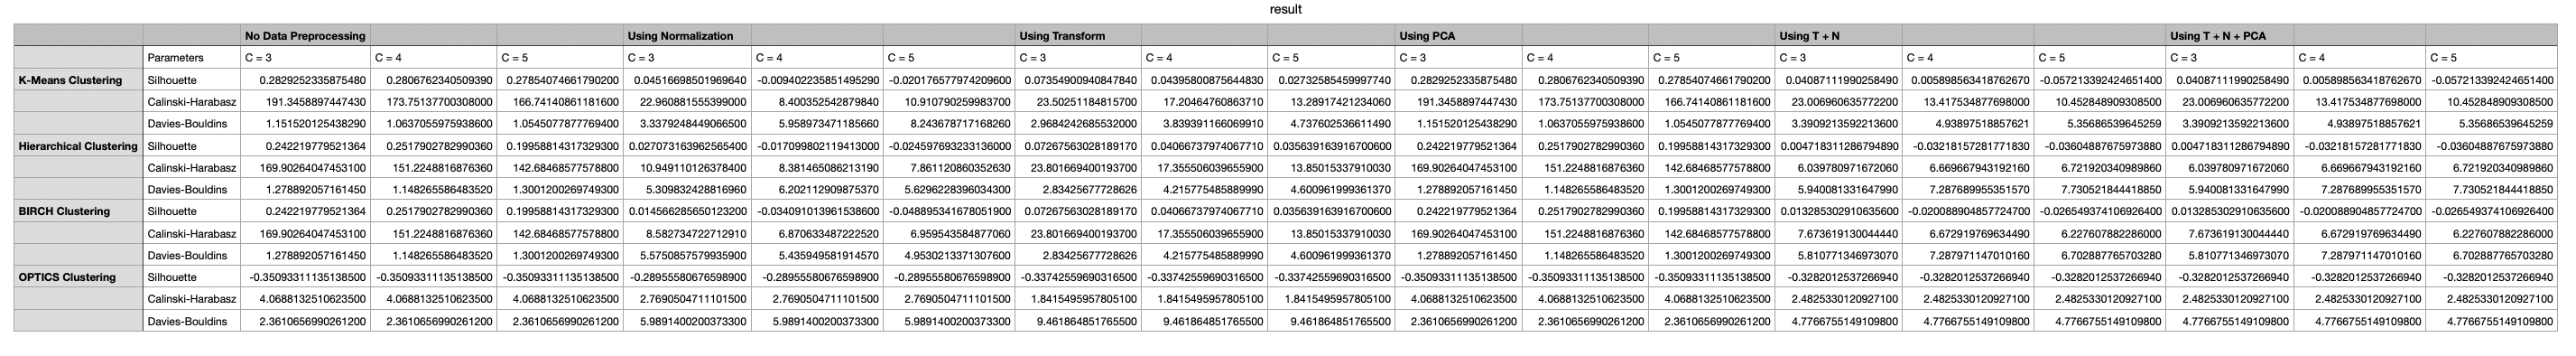 result
No Data Preprocessing Using Normalization Using Transform Using PCA Using T + N Using T + N + PCA
Parameters C = 3 C = 4 C = 5 C = 3 C = 4 C = 5 C = 3 C = 4 C = 5 C = 3 C = 4 C = 5 C = 3 C = 4 C = 5 C = 3 C = 4 C = 5
K-Means Clustering Silhouette 0.2829252335875480 0.2806762340509390 0.27854074661790200 0.04516698501969640 -0.009402235851495290 -0.020176577974209600 0.07354900940847840 0.04395800875644830 0.02732585459997740 0.2829252335875480 0.2806762340509390 0.27854074661790200 0.04087111990258490 0.005898563418762670 -0.057213392424651400 0.04087111990258490 0.005898563418762670 -0.057213392424651400
Calinski-Harabasz 191.3458897447430 173.75137700308000 166.74140861181600 22.960881555399000 8.400352542879840 10.910790259983700 23.50251184815700 17.20464760863710 13.28917421234060 191.3458897447430 173.75137700308000 166.74140861181600 23.006960635772200 13.417534877698000 10.452848909308500 23.006960635772200 13.417534877698000 10.452848909308500
Davies-Bouldins 1.151520125438290 1.0637055975938600 1.0545077877769400 3.3379248449066500 5.958973471185660 8.243678717168260 2.9684242685532000 3.839391166069910 4.737602536611490 1.151520125438290 1.0637055975938600 1.0545077877769400 3.3909213592213600 4.93897518857621 5.35686539645259 3.3909213592213600 4.93897518857621 5.35686539645259
Hierarchical Clustering Silhouette 0.242219779521364 0.2517902782990360 0.19958814317329300 0.027073163962565400 -0.017099802119413000 -0.024597693233136000 0.07267563028189170 0.04066737974067710 0.035639163916700600 0.242219779521364 0.2517902782990360 0.19958814317329300 0.00471831128679489​0 -0.03218157281771830 -0.03604887675973880 0.004718311286794890 -0.03218157281771830 -0.03604887675973880
Calinski-Harabasz 169.90264047453100 151.2248816876360 142.68468577578800 10.949110126378400 8.381465086213190 7.861120860352630 23.801669400193700 17.355506039655900 13.85015337910030 169.90264047453100 151.2248816876360 142.68468577578800 6.039780971672060 6.669667943192160 6.721920340989860 6.039780971672060 6.669667943192160 6.721920340989860
Davies-Bouldins 1.278892057161450 1.148265586483520 1.3001200269749300 5.309832428816960 6.202112909875370 5.6296228396034300 2.83425677728626 4.215775485889990 4.600961999361370 1.278892057161450 1.148265586483520 1.3001200269749300 5.940081331647990 7.287689955351570 7.730521844418850 5.940081331647990 7.287689955351570 7.730521844418850
BIRCH Clustering Silhouette 0.242219779521364 0.2517902782990360 0.19958814317329300 0.014566285650123200 -0.034091013961538600 -0.048895341678051900 0.07267563028189170 0.04066737974067710 0.035639163916700600 0.242219779521364 0.2517902782990360 0.19958814317329300 0.013285302910635600 -0.020088904857724700 -0.026549374106926400 0.013285302910635600 -0.020088904857724700 -0.026549374106926400
Calinski-Harabasz 169.90264047453100 151.2248816876360 142.68468577578800 8.582734722712910 6.870633487222520 6.959543584877060 23.801669400193700 17.355506039655900 13.85015337910030 169.90264047453100 151.2248816876360 142.68468577578800 7.673619130044440 6.672919769634490 6.227607882286000 7.673619130044440 6.672919769634490 6.227607882286000
Davies-Bouldins 1.278892057161450 1.148265586483520 1.3001200269749300 5.5750857579935900 5.435949581914570 4.9530213371307600 2.83425677728626 4.215775485889990 4.600961999361370 1.278892057161450 1.148265586483520 1.3001200269749300 5.810771346973070 7.287971147010160 6.702887765703280 5.810771346973070 7.287971147010160 6.702887765703280
OPTICS Clustering Silhouette -0.35093311135138500 -0.35093311135138500 -0.35093311135138500 -0.28955580676598900 -0.28955580676598900 -0.28955580676598900 -0.33742559690316500 -0.33742559690316500 -0.33742559690316500 -0.35093311135138500 -0.35093311135138500 -0.35093311135138500 -0.3282012537266940 -0.3282012537266940 -0.3282012537266940 -0.3282012537266940 -0.3282012537266940 -0.3282012537266940
Calinski-Harabasz 4.0688132510623500 4.0688132510623500 4.0688132510623500 2.7690504711101500 2.7690504711101500 2.7690504711101500 1.8415495957805100 1.8415495957805100 1.8415495957805100 4.0688132510623500 4.0688132510623500 4.0688132510623500 2.4825330120927100 2.4825330120927100 2.4825330120927100 2.4825330120927100 2.4825330120927100 2.4825330120927100
Davies-Bouldins 2.3610656990261200 2.3610656990261200 2.3610656990261200 5.9891400200373300 5.9891400200373300 5.9891400200373300 9.461864851765500 9.461864851765500 9.461864851765500 2.3610656990261200 2.3610656990261200 2.3610656990261200 4.7766755149109800 4.7766755149109800 4.7766755149109800 4.7766755149109800 4.7766755149109800 4.7766755149109800